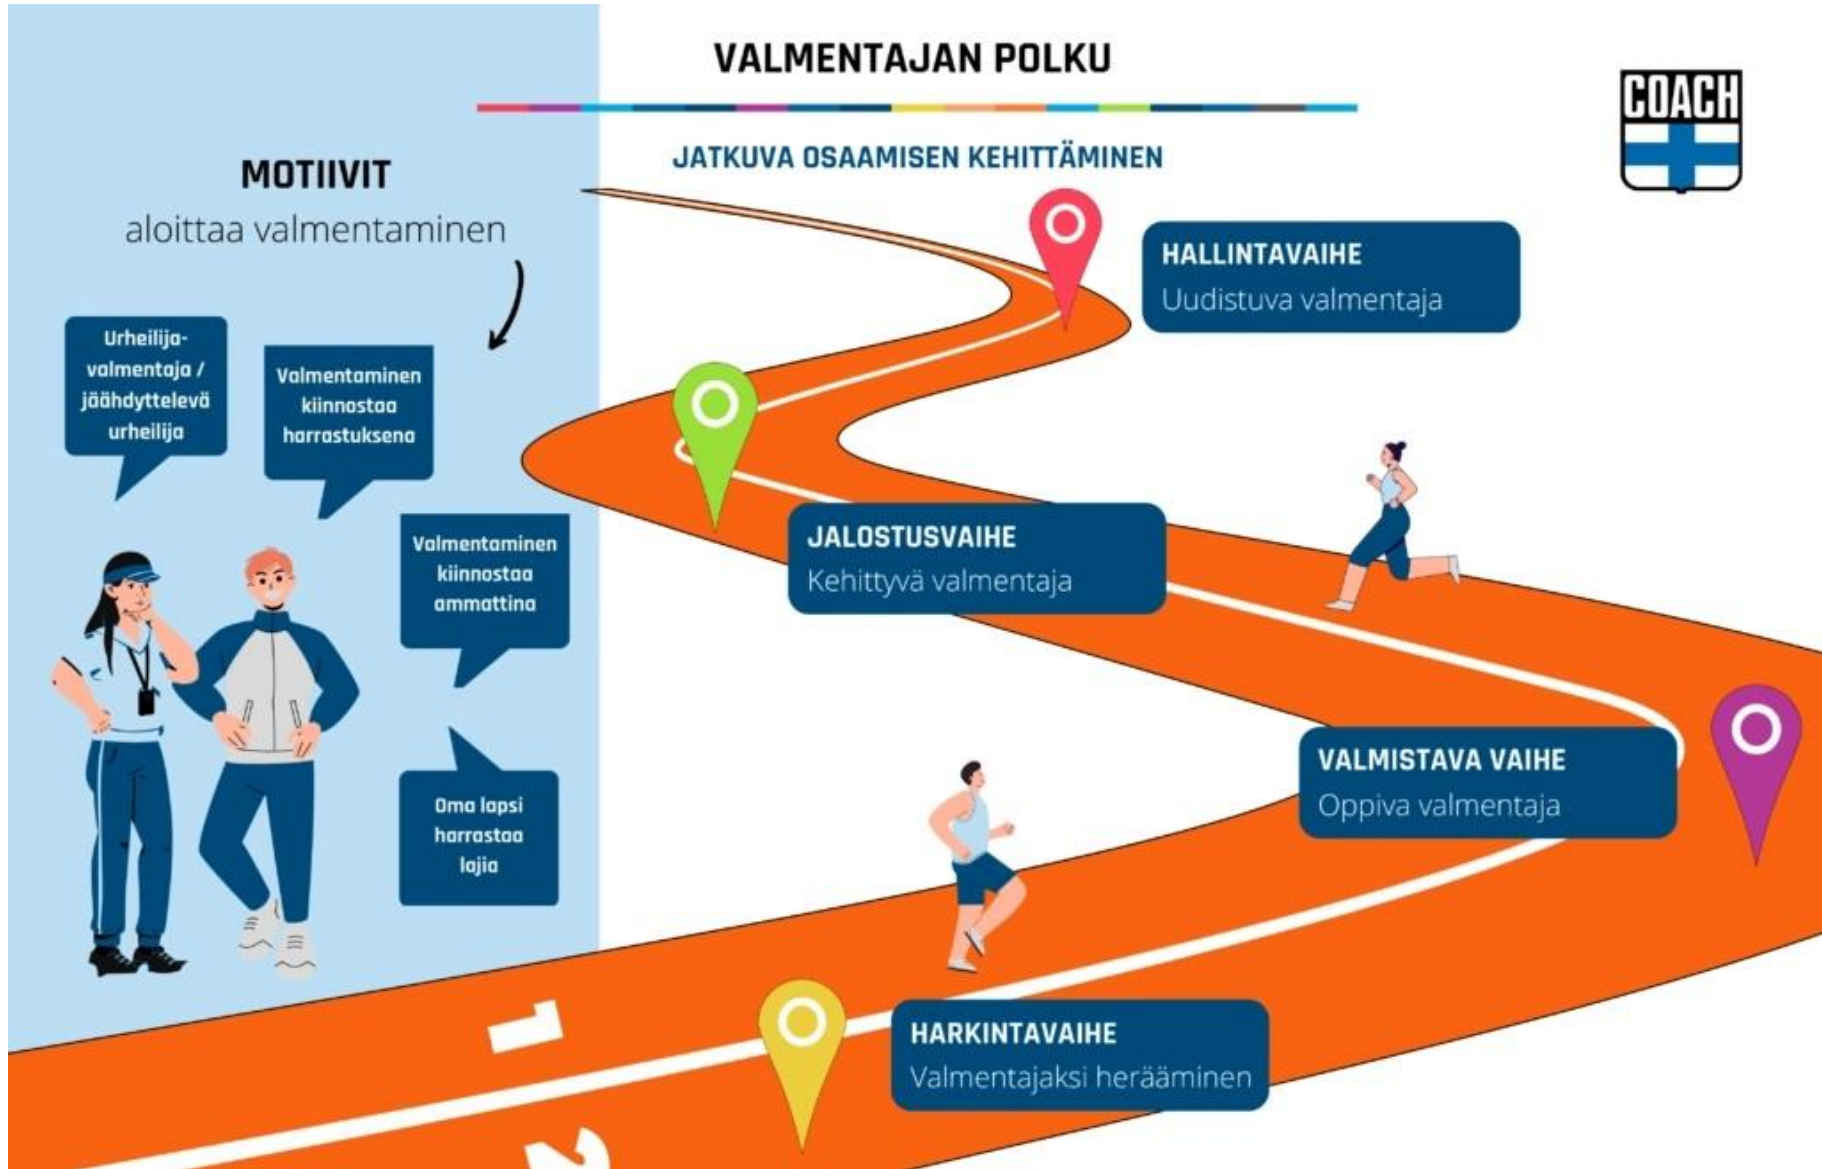 VALMENTAJAN POLKU
COACH
JATKUVA OSAAMISEN KEHITTÄMINEN
MOTIIVIT
aloittaa valmentaminen
Urheilija-
valmentaja /
jäähdyttelevä
urheilija
Valmentaminen
kiinnostaa
harrastuksena
Valmentaminen
kiinnostaa
ammattina
Oma lapsi
harrastaa
lajia
HALLINTAVAIHE
Uudistuva valmentaja
JALOSTUSVAIHE
Kehittyvä valmentaja
VALMISTAVA VAIHE
Oppiva valmentaja
HARKINTAVAIHE
Valmentajaksi herääminen
1
2